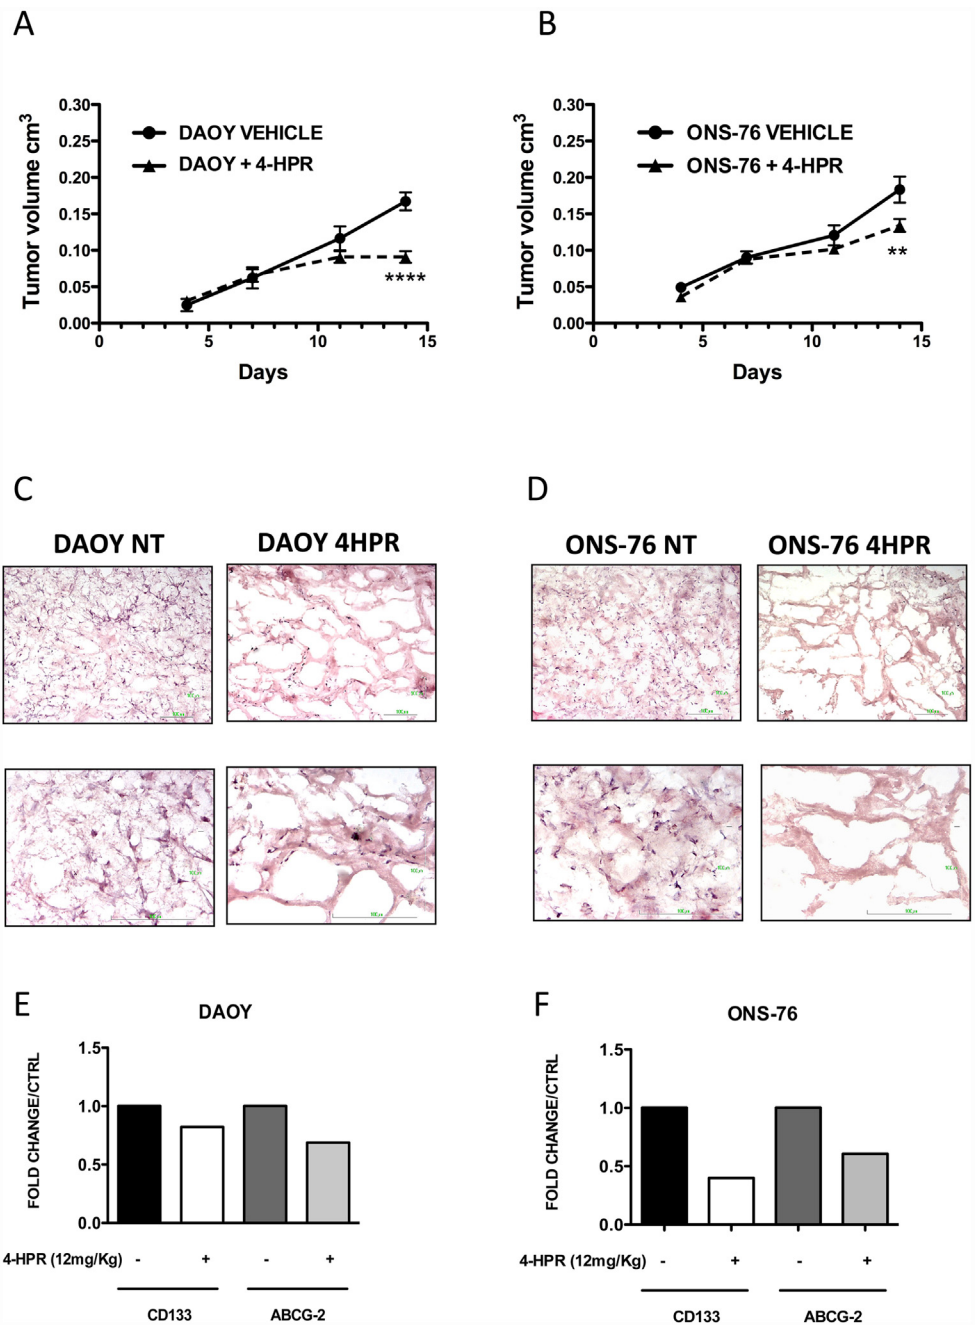 A
B
0.30
0.25
0.20
0.15
0.10
0.05
0.00
Tumor volume cm3
DAOY VEHICLE
DAOY + 4-HPR
****
0 5 10 15
Days
0.30
0.25
0.20
0.15
0.10
0.05
0.00
Tumor volume cm3
ONS-76 VEHICLE
ONS-76 + 4-HPR
**
0 5 10 15
Days
C
D
DAOY NT
DAOY 4HPR
ONS-76 NT
ONS-76 4HPR
E
DAOY
1.5
1.0
0.5
0.0
FOLD CHANGE/CTRL
4-HPR (12mg/Kg) - + - +
CD133 ABCG-2
F
ONS-76
1.5
1.0
0.5
0.0
FOLD CHANGE/CTRL
4-HPR (12mg/Kg) - + - +
CD133 ABCG-2